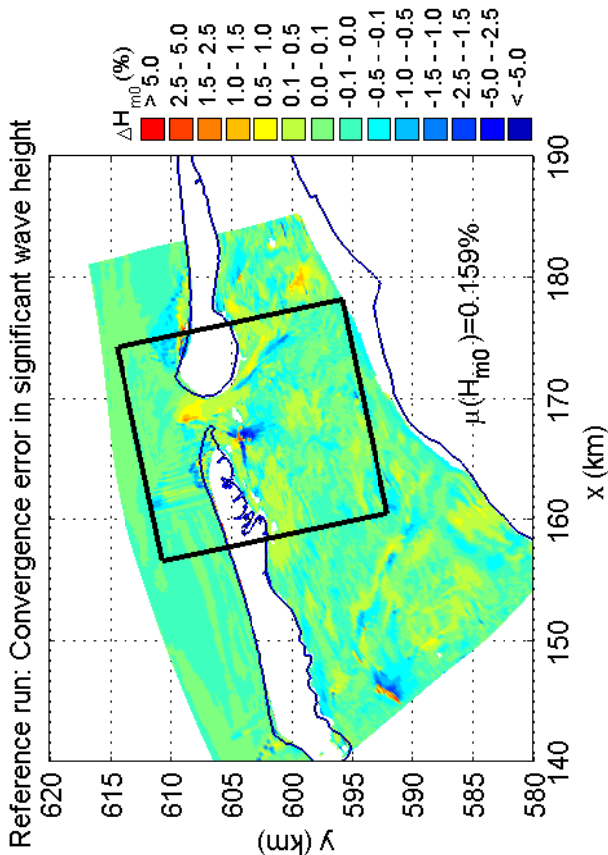 Reference run: Convergence error in significant wave height
620
615
610
605
600
595
590
585
580
140
150
160
170
180
190
y (km)
x (km)
μ(Hm0)=0.159%
ΔHm0 (%)
> 5.0
2.5 - 5.0
1.5 - 2.5
1.0 - 1.5
0.5 - 1.0
0.1 - 0.5
0.0 - 0.1
-0.1 - 0.0
-0.5 - -0.1
-1.0 - -0.5
-1.5 - -1.0
-2.5 - -1.5
-5.0 - -2.5
< -5.0